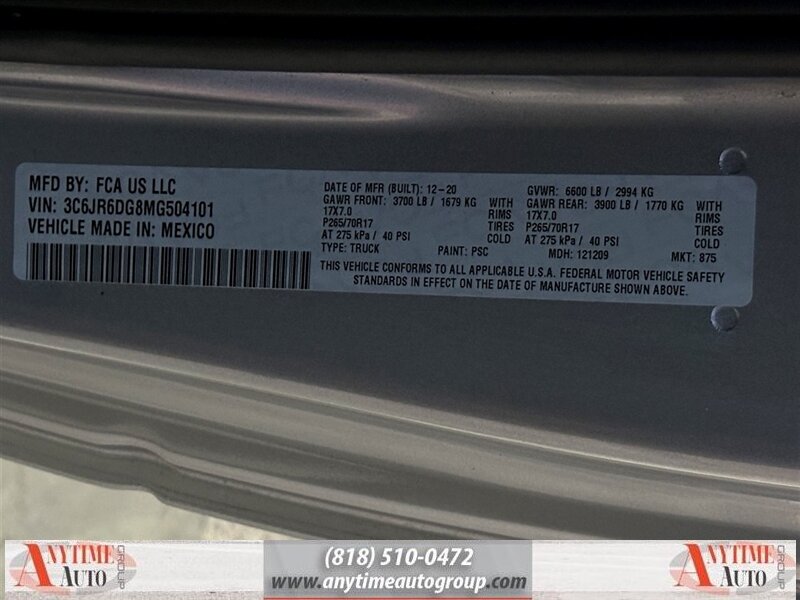 MFD BY: FCA US LLC
VIN: 3C6JR6DG8MG504101
VEHICLE MADE IN: MEXICO
DATE OF MFR (BUILT): 12-20
GAWR FRONT: 3700 LB / 1679 KG WITH
17X7.0 RIMS
P265/70R17 TIRES
AT 275 kPa / 40 PSI COLD
TYPE: TRUCK PAINT: PSC
GVWR: 6600 LB / 2994 KG
GAWR REAR: 3900 LB / 1770 KG WITH
17X7.0 RIMS
P265/70R17 TIRES
AT 275 kPa / 40 PSI COLD
MDH: 121209 MKT: 875
THIS VEHICLE CONFORMS TO ALL APPLICABLE U.S.A. FEDERAL MOTOR VEHICLE SAFETY
STANDARDS IN EFFECT ON THE DATE OF MANUFACTURE SHOWN ABOVE.
ANYTIME
AUTO
GROUP
(818) 510-0472
www.anytimeautogroup.com
ANYTIME
AUTO
GROUP